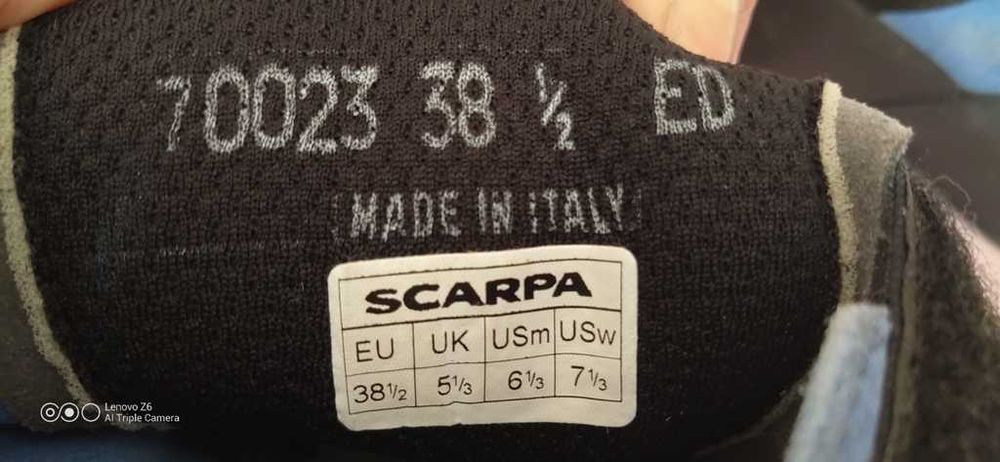 70023 38 ½ ED
MADE IN ITALY
SCARPA
EU UK USm USw
38½ 5⅓ 6⅓ 7⅓
Lenovo Z6
AI Triple Camera